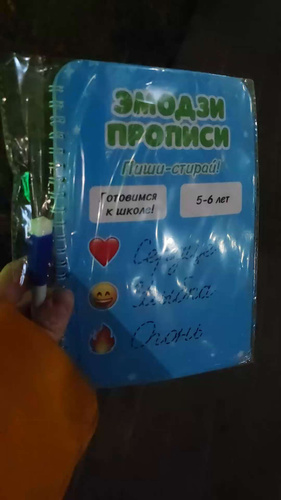 ЭМОДЗИ
ПРОПИСИ
Пиши-стирай!
Готовимся
к школе!
5-6 лет
Сердце
Улыбка
Огонь